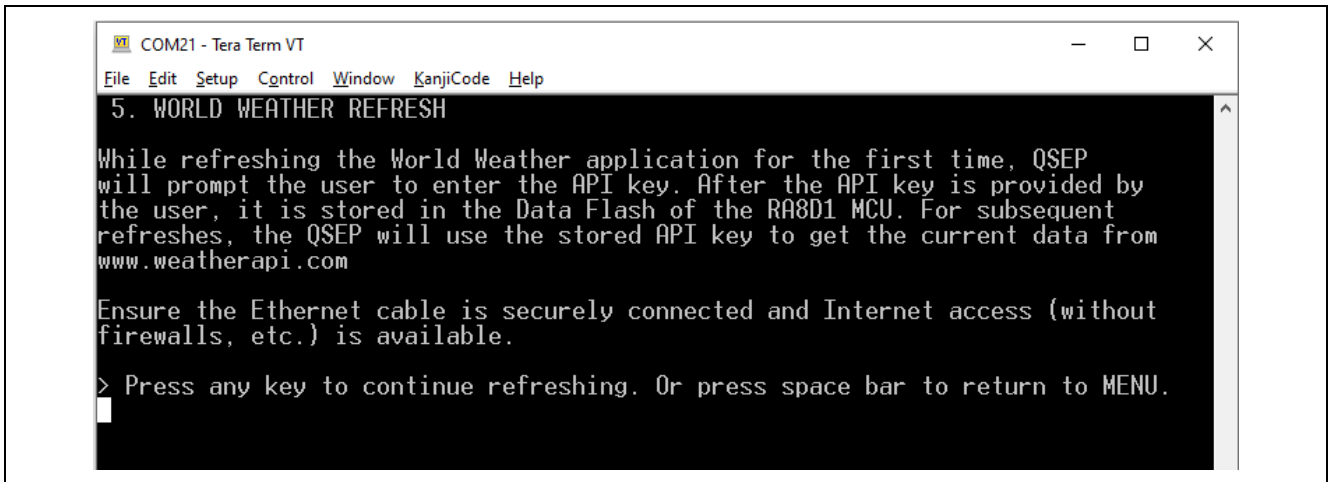 COM21 - Tera Term VT
File Edit Setup Control Window KanjiCode Help
5. WORLD WEATHER REFRESH
While refreshing the World Weather application for the first time, QSEP
will prompt the user to enter the API key. After the API key is provided by
the user, it is stored in the Data Flash of the RA8D1 MCU. For subsequent
refreshes, the QSEP will use the stored API key to get the current data from
www.weatherapi.com
Ensure the Ethernet cable is securely connected and Internet access (without
firewalls, etc.) is available.
> Press any key to continue refreshing. Or press space bar to return to MENU.